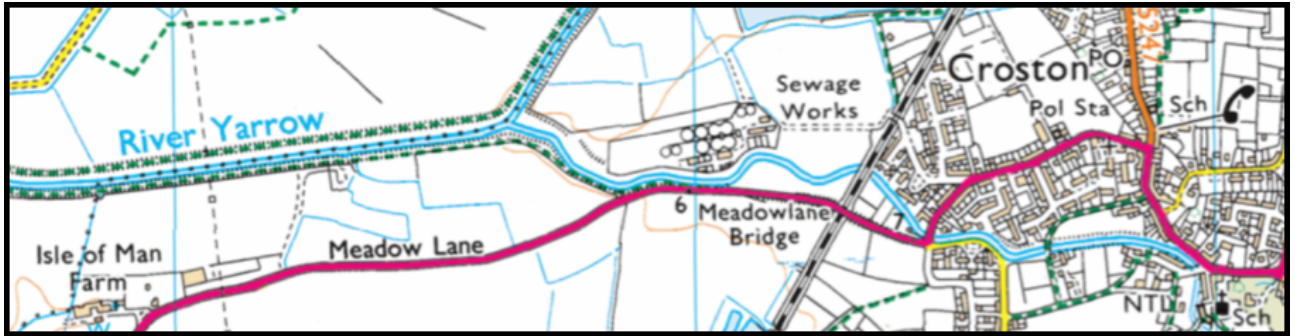 River Yarrow
Isle of Man
Farm
Meadow Lane
6
Meadowlane
Bridge
7
Sewage
Works
Croston
PO
Pol Sta
Sch
NTL
Sch